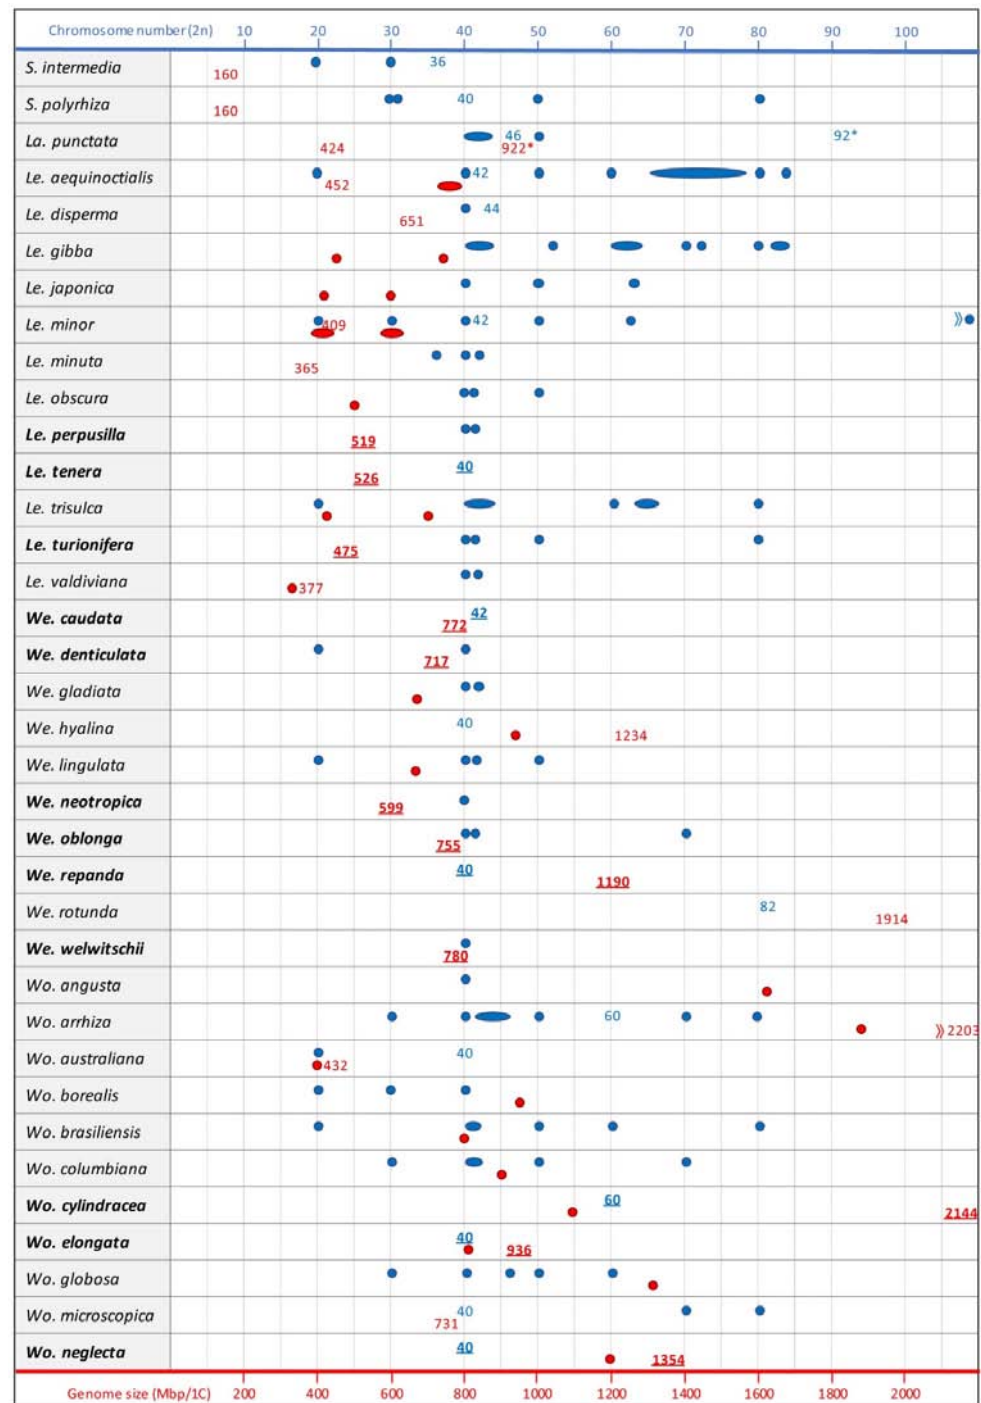 Chromosome number (2n) 10 20 30 40 50 60 70 80 90 100
S. intermedia 36
160
S. polyrhiza 40
160
La. punctata 46 92*
424 922*
Le. aequinoctialis 42
452
Le. disperma 44
651
Le. gibba
Le. japonica
Le. minor 409 42 ⟫
Le. minuta
365
Le. obscura
Le. perpusilla
519
Le. tenera 40
526
Le. trisulca
Le. turionifera
475
Le. valdiviana
377
We. caudata 42
772
We. denticulata
717
We. gladiata
We. hyalina 40
1234
We. lingulata
We. neotropica
599
We. oblonga
755
We. repanda 40
1190
We. rotunda 82
1914
We. welwitschii
780
Wo. angusta
Wo. arrhiza 60
⟫ 2203
Wo. australiana 40
432
Wo. borealis
Wo. brasiliensis
Wo. columbiana
Wo. cylindracea 60
2144
Wo. elongata 40
936
Wo. globosa
Wo. microscopica 40
731
Wo. neglecta 40
1354
Genome size (Mbp/1C) 200 400 600 800 1000 1200 1400 1600 1800 2000